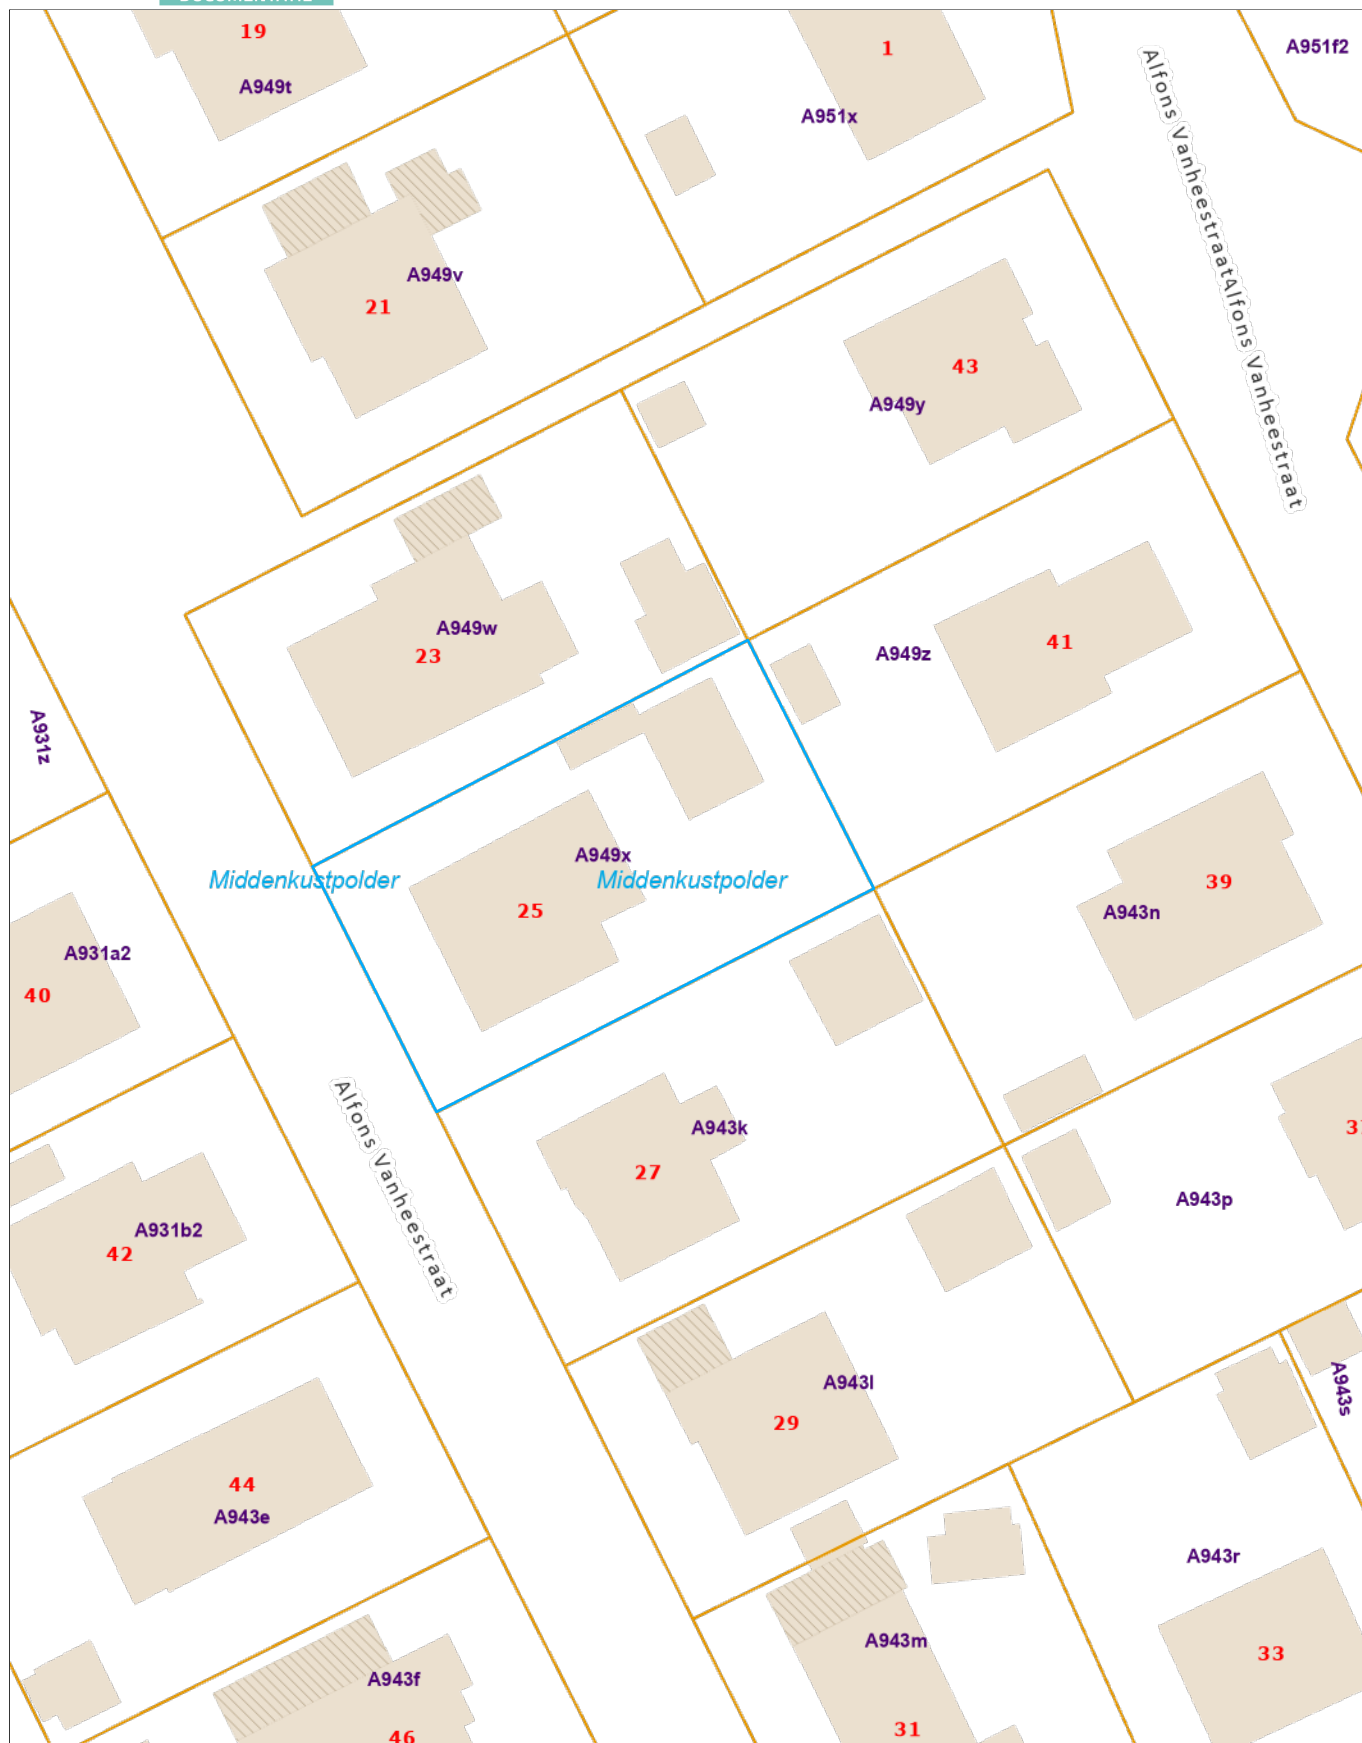 19
A949t
1
A951x
A951f2
Alfons Vanheestraat
Alfons Vanheestraat
A949v
21
43
A949y
A949w
23
A949z
41
A931z
A949x
Middenkustpolder
Middenkustpolder
25
39
A943n
A931a2
40
A943k
27
Alfons Vanheestraat
A943p
A931b2
42
A943l
29
A943s
44
A943e
A943r
A943m
33
A943f
31
46